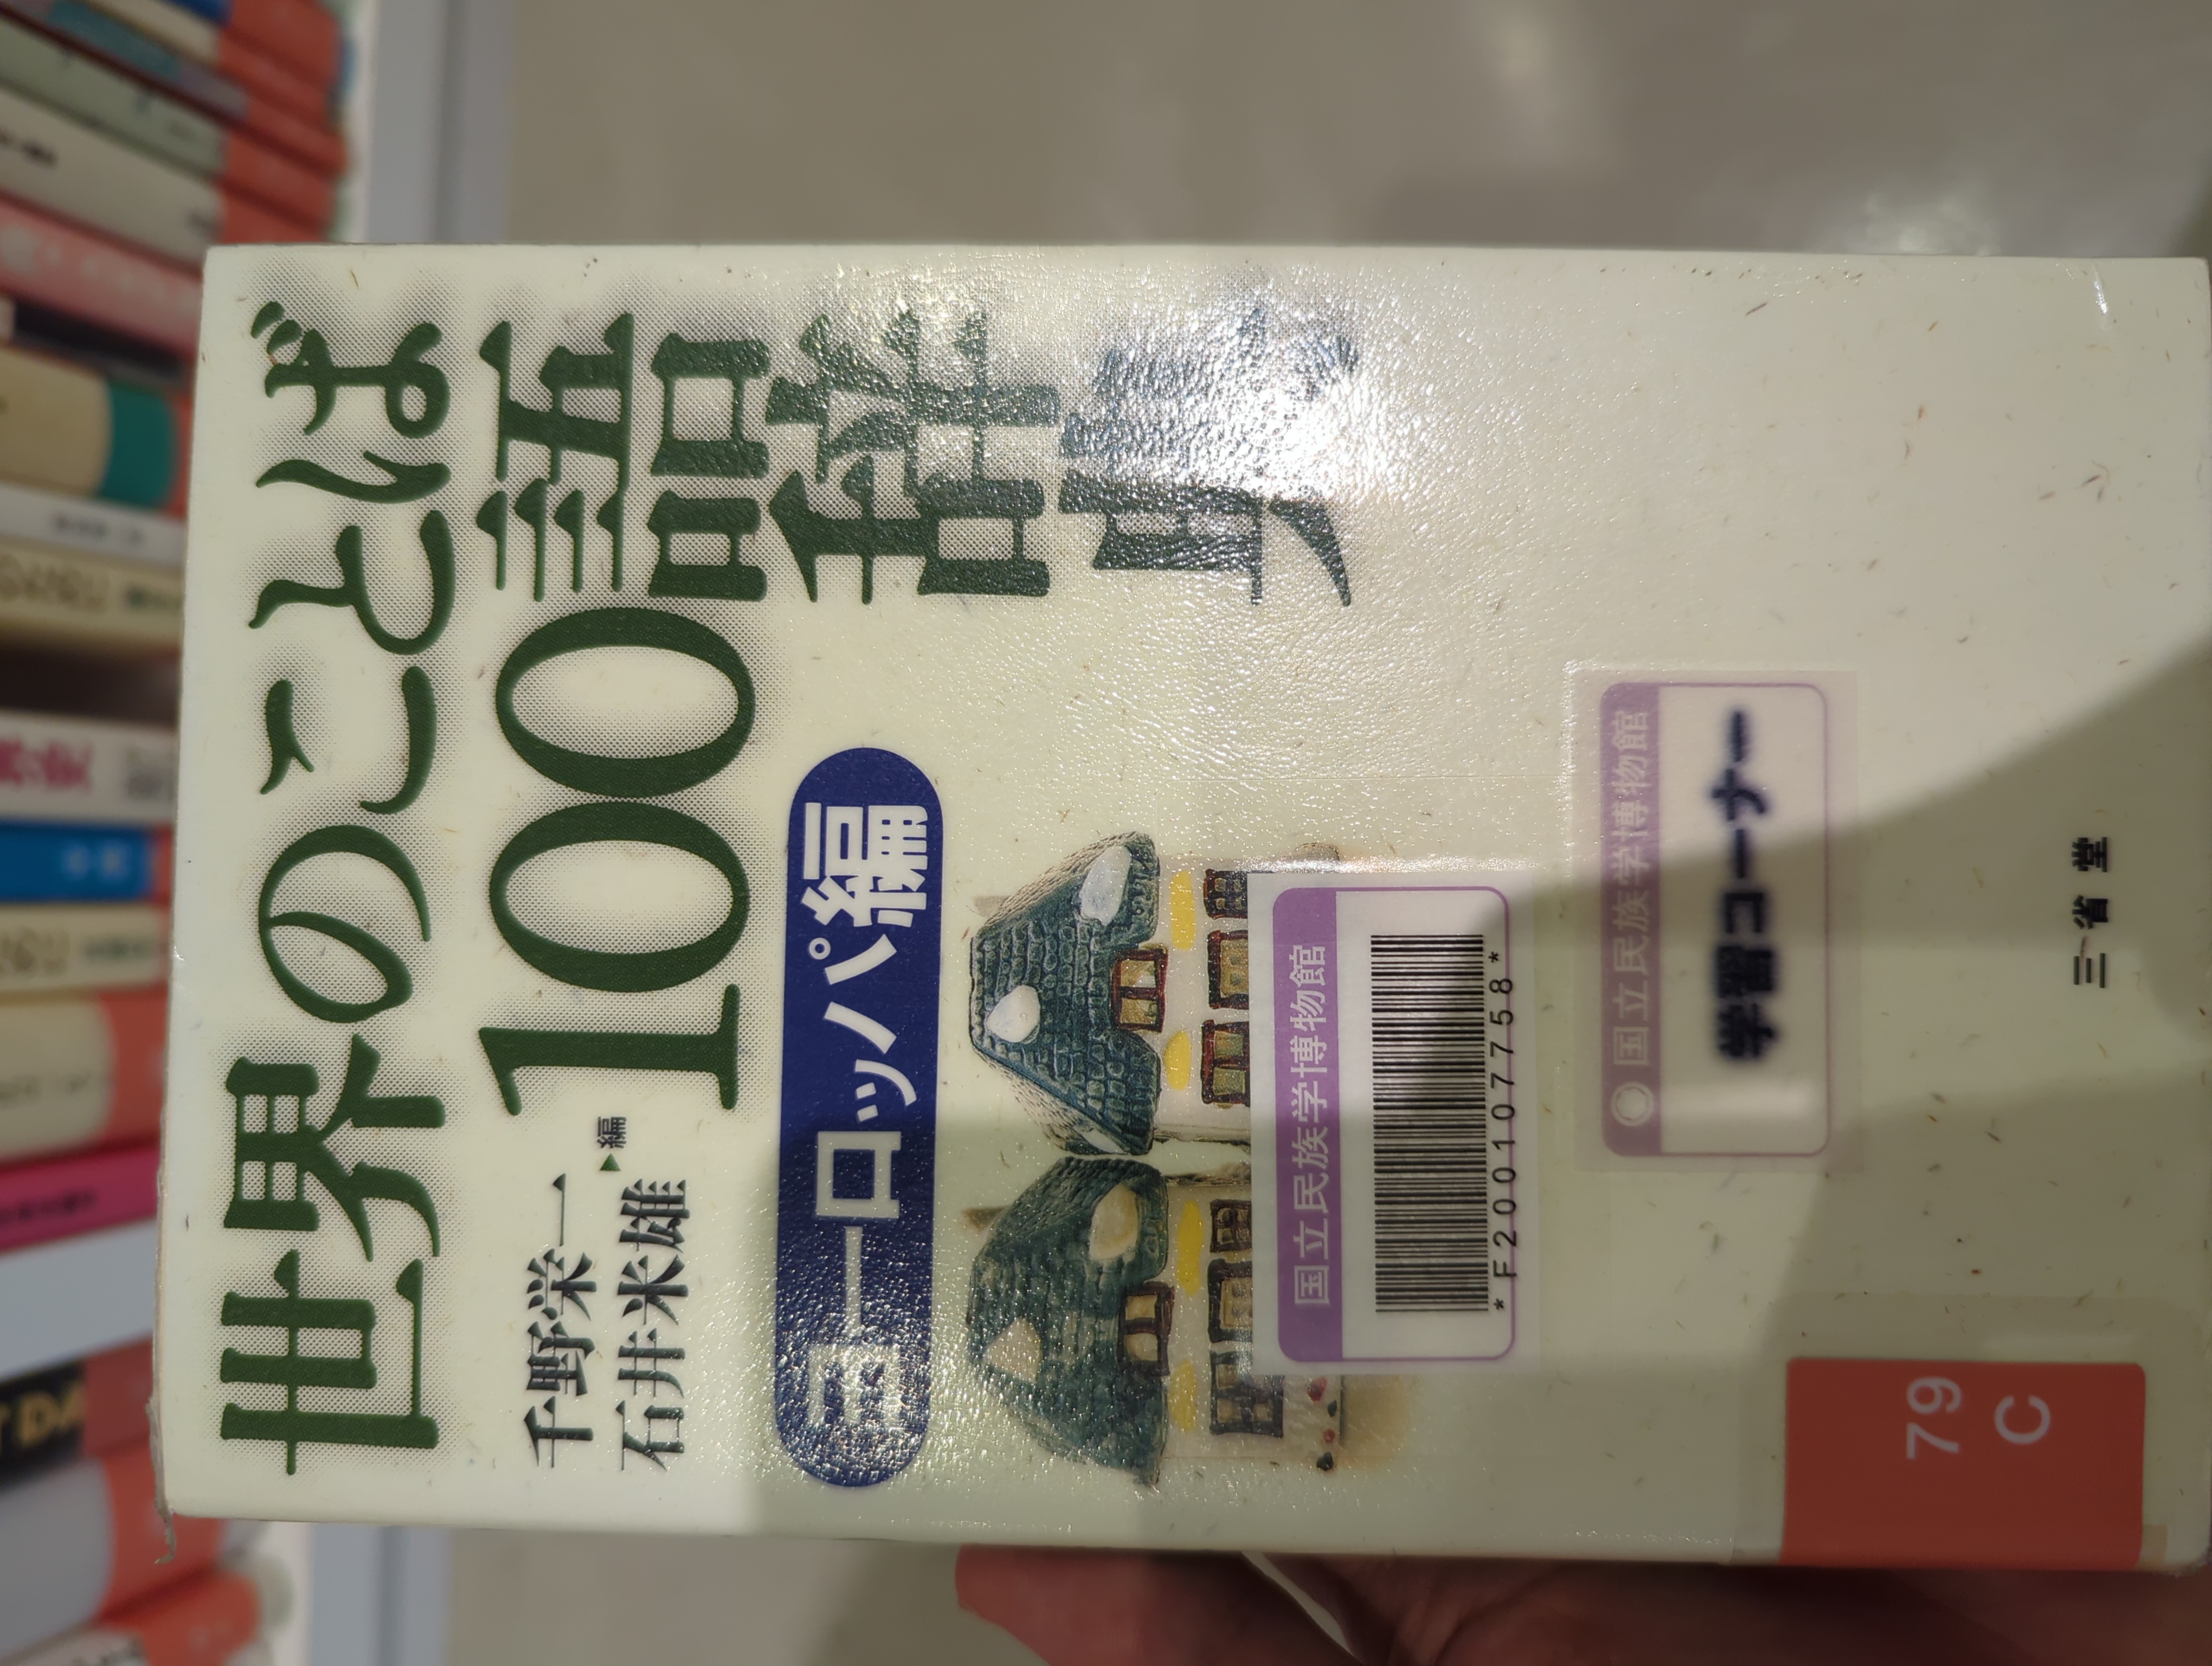 世界のことば
100語辞典
千野栄一
石井米雄
▶編
ヨーロッパ編
国立民族学博物館
*F200107758*
国立民族学博物館
学習コーナー
79
C
三省堂